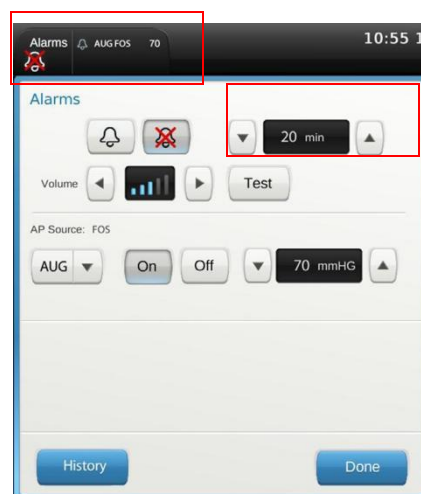 Alarms AUG FOS 70 10:55
Alarms
20 min
Volume Test
AP Source: FOS
AUG On Off 70 mmHG
History Done